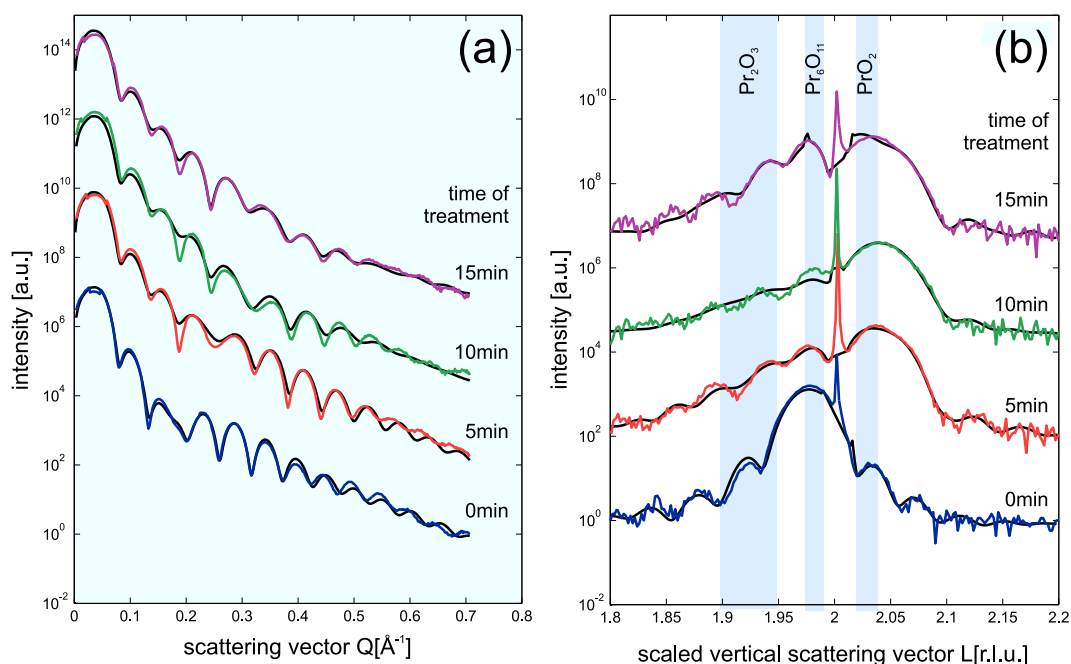 (a)
10^14
10^12
10^10
10^8
10^6
10^4
10^2
10^0
10^-2
intensity [a.u.]
time of
treatment
15min
10min
5min
0min
0 0.1 0.2 0.3 0.4 0.5 0.6 0.7 0.8
scattering vector Q[Å^-1]
(b)
Pr2O3
Pr6O11
PrO2
10^10
10^8
10^6
10^4
10^2
10^0
10^-2
intensity [a.u.]
time of
treatment
15min
10min
5min
0min
1.8 1.85 1.9 1.95 2 2.05 2.1 2.15 2.2
scaled vertical scattering vector L[r.l.u.]